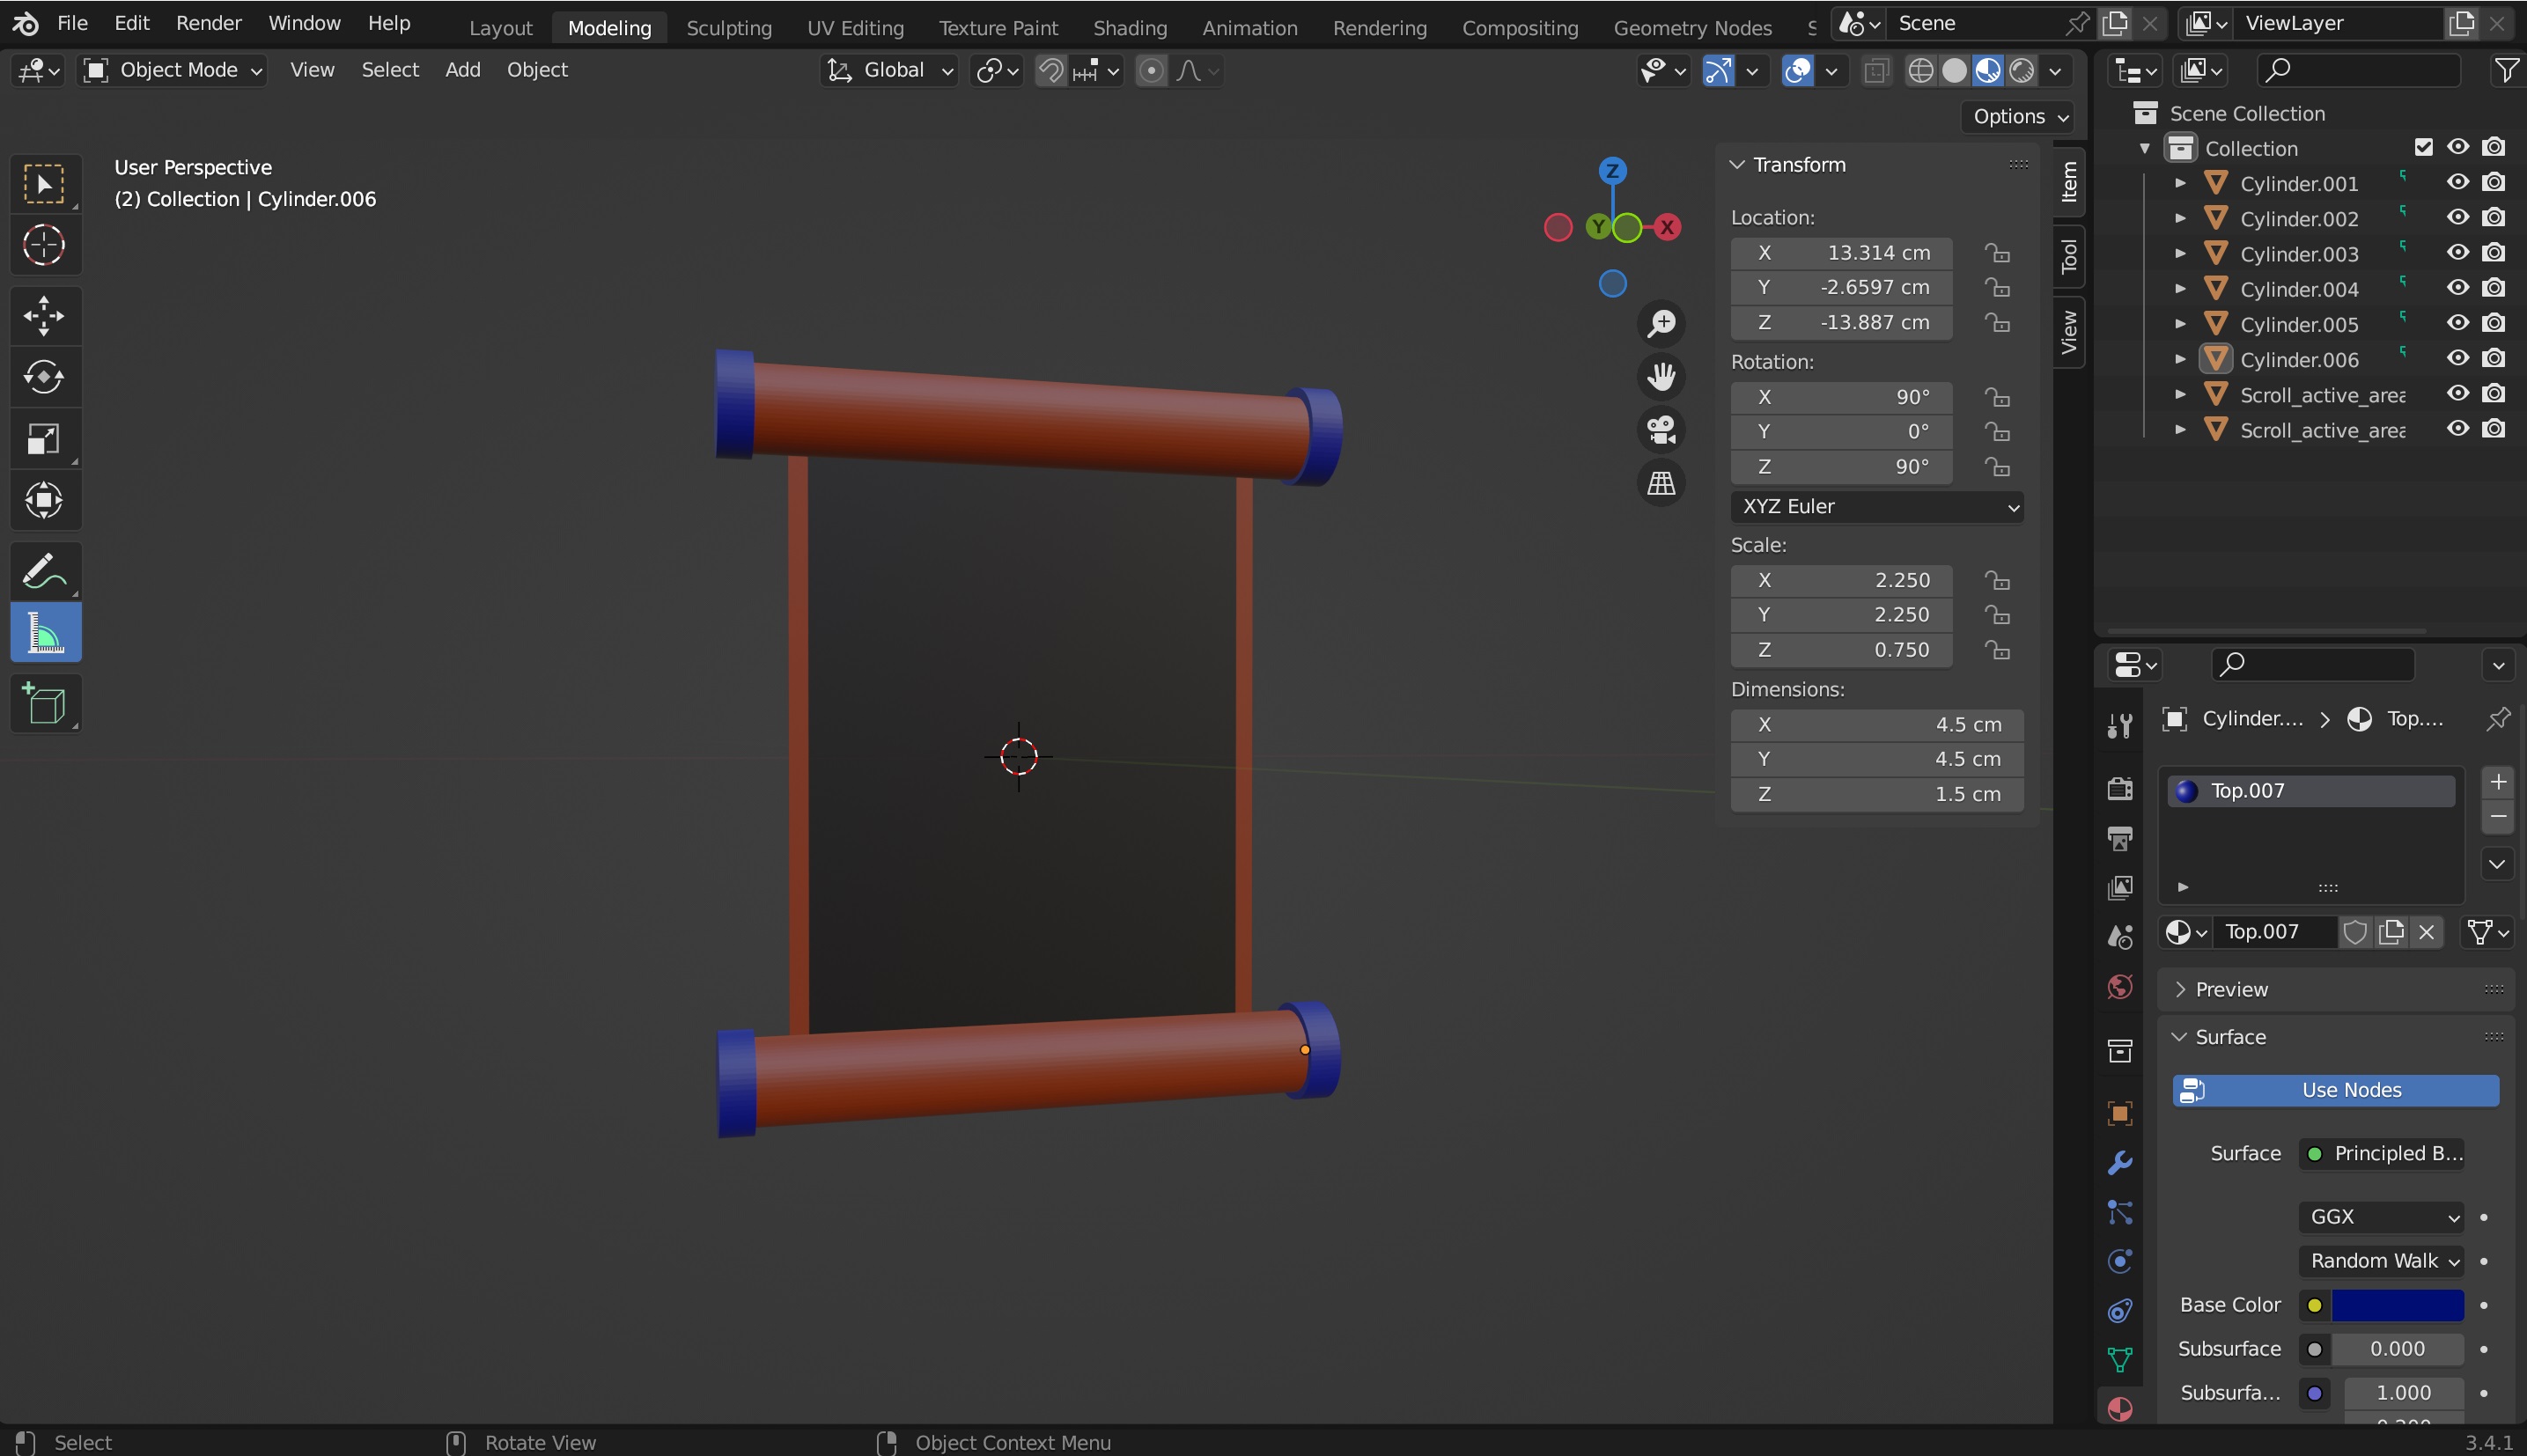 File Edit Render Window Help Layout Modeling Sculpting UV Editing Texture Paint Shading Animation Rendering Compositing Geometry Nodes S Scene ViewLayer
Object Mode View Select Add Object Global
Options
User Perspective
(2) Collection | Cylinder.006
Z
Y
X
Transform
Location:
X 13.314 cm
Y -2.6597 cm
Z -13.887 cm
Rotation:
X 90°
Y 0°
Z 90°
XYZ Euler
Scale:
X 2.250
Y 2.250
Z 0.750
Dimensions:
X 4.5 cm
Y 4.5 cm
Z 1.5 cm
Item
Tool
View
Scene Collection
Collection
Cylinder.001
Cylinder.002
Cylinder.003
Cylinder.004
Cylinder.005
Cylinder.006
Scroll_active_area
Scroll_active_area
Cylinder.... Top....
Top.007
Top.007
Preview
Surface
Use Nodes
Surface Principled B...
GGX
Random Walk
Base Color
Subsurface 0.000
Subsurfa... 1.000
Select Rotate View Object Context Menu 3.4.1